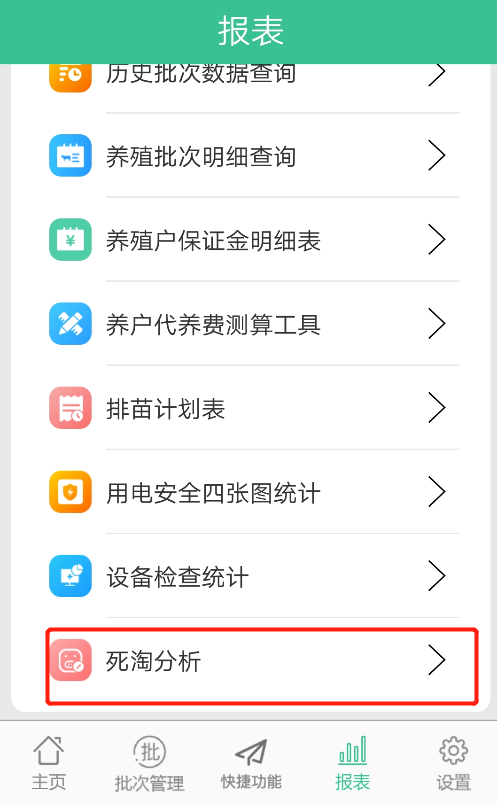 报表
历史批次数据查询
养殖批次明细查询
养殖户保证金明细表
养户代养费测算工具
排苗计划表
用电安全四张图统计
设备检查统计
死淘分析
主页
批
批次管理
快捷功能
报表
设置